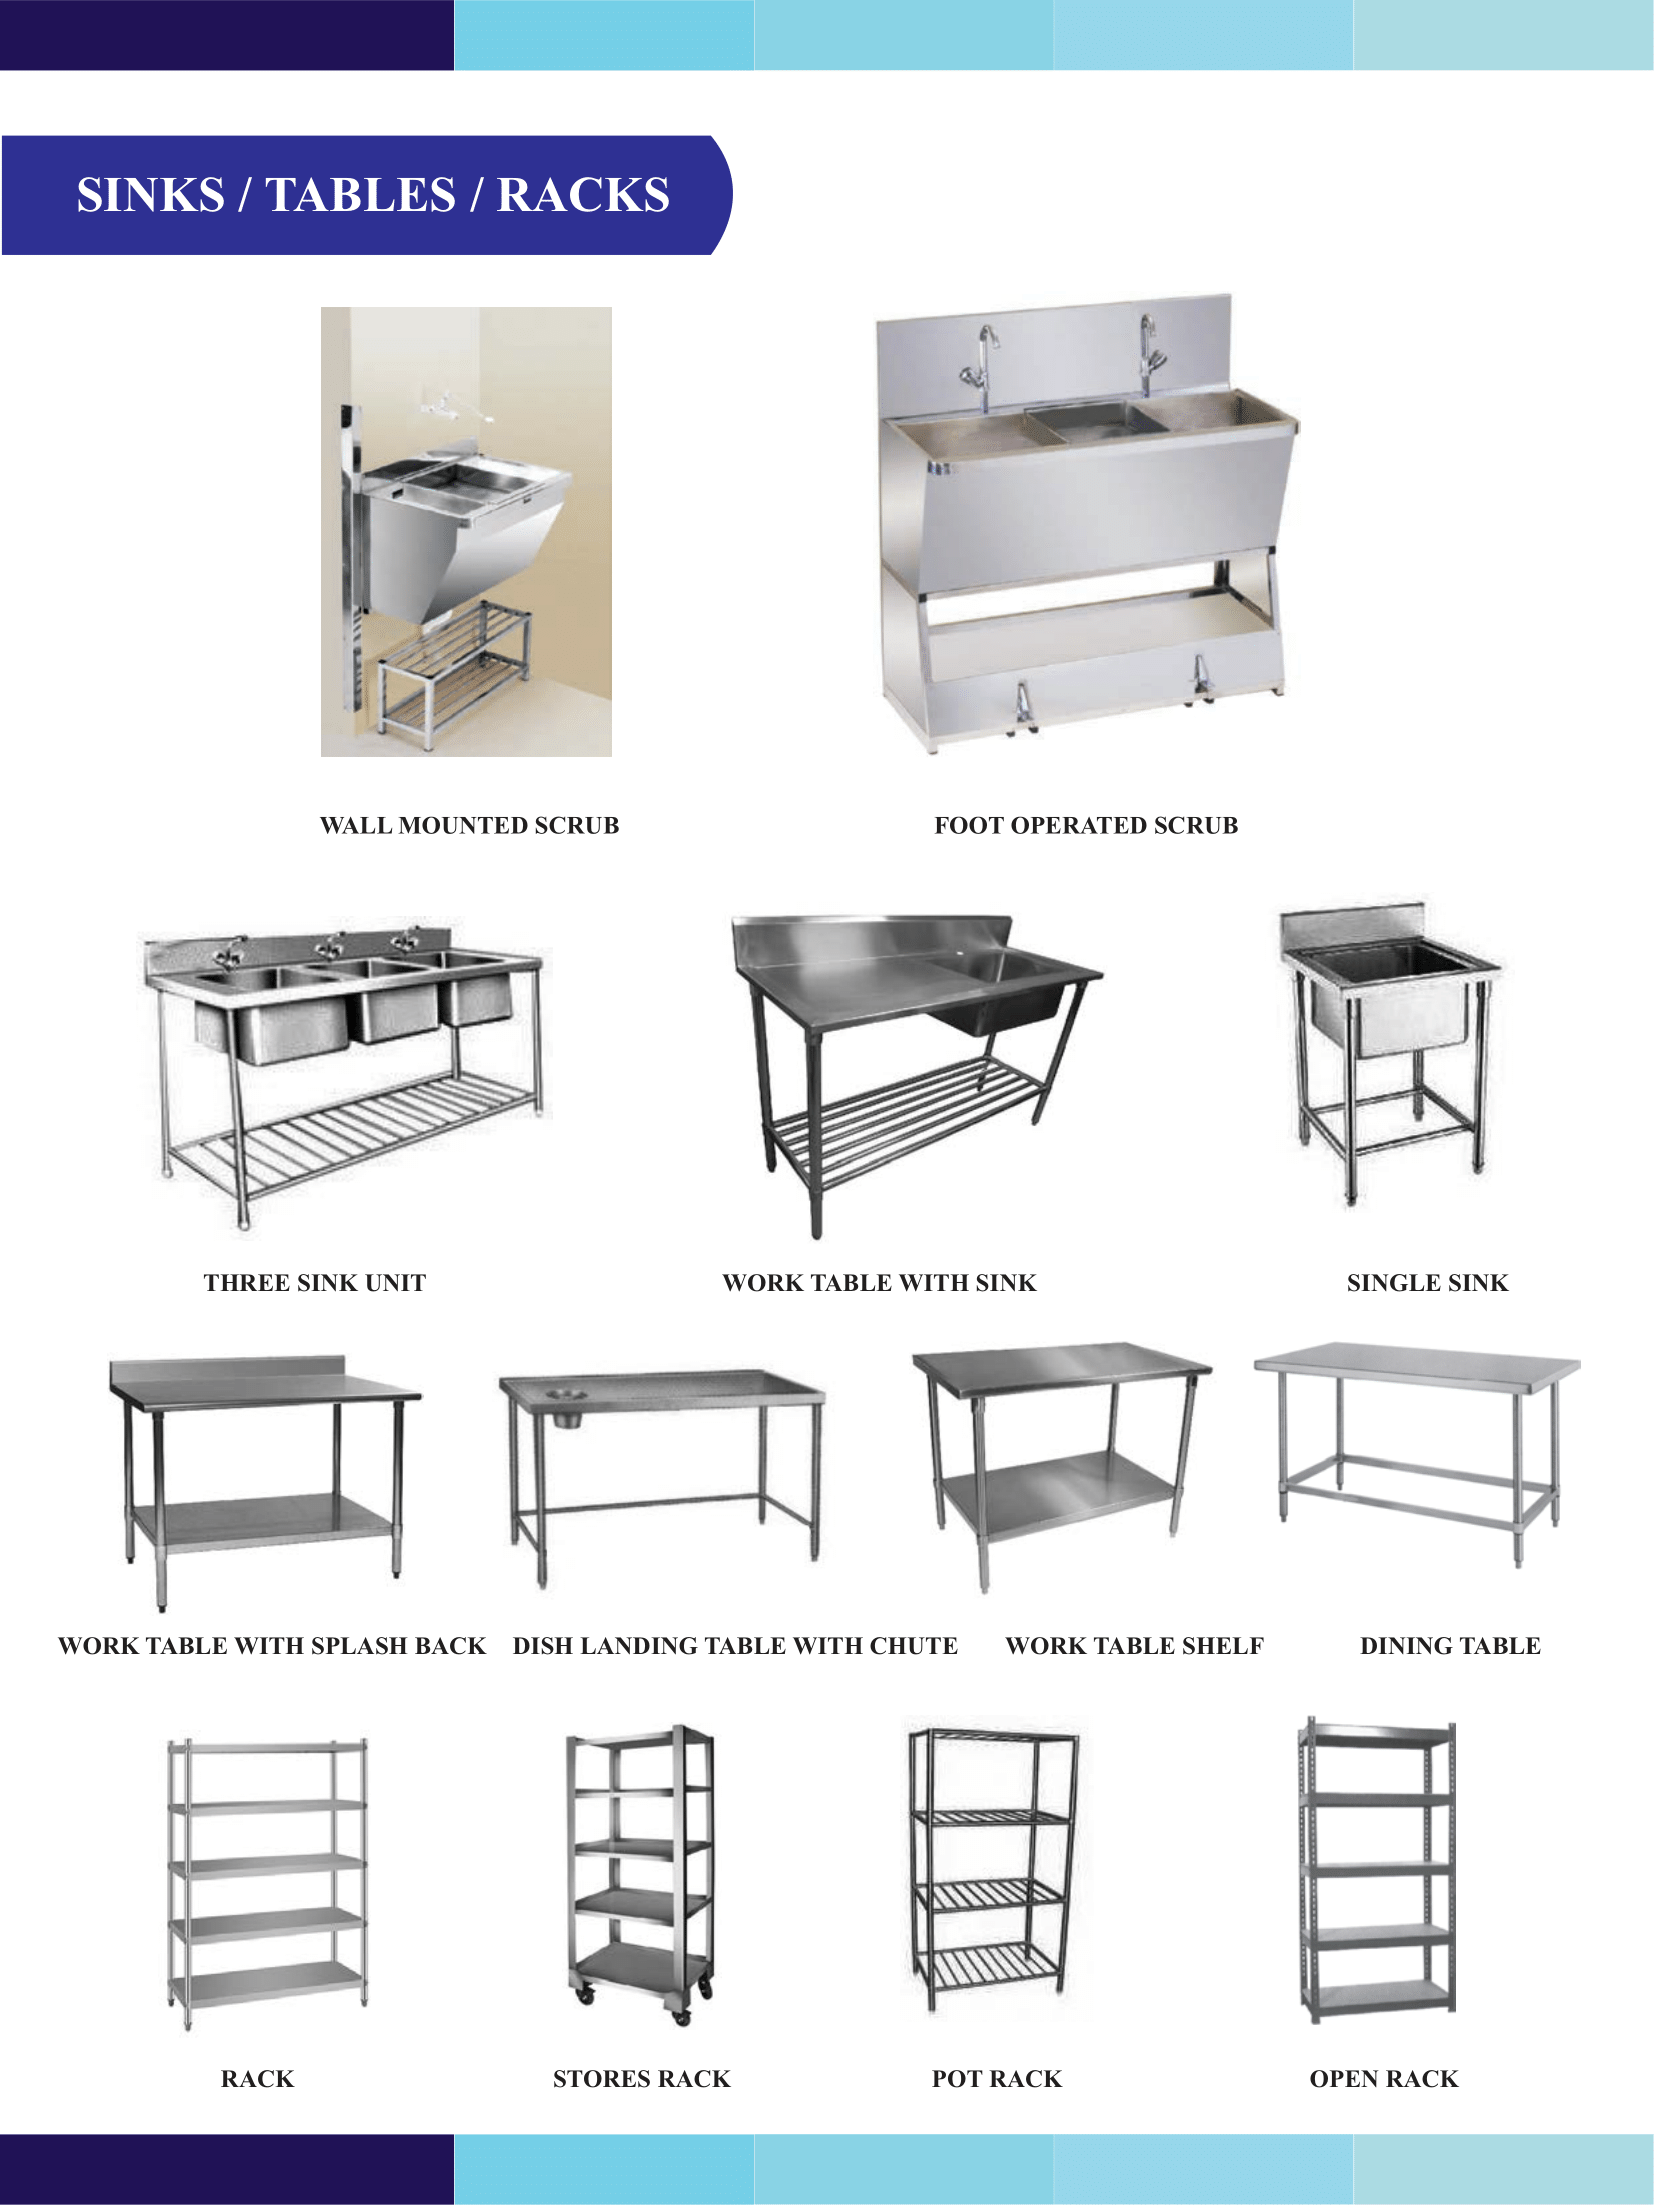 SINKS / TABLES / RACKS
WALL MOUNTED SCRUB
FOOT OPERATED SCRUB
THREE SINK UNIT
WORK TABLE WITH SINK
SINGLE SINK
WORK TABLE WITH SPLASH BACK
DISH LANDING TABLE WITH CHUTE
WORK TABLE SHELF
DINING TABLE
RACK
STORES RACK
POT RACK
OPEN RACK